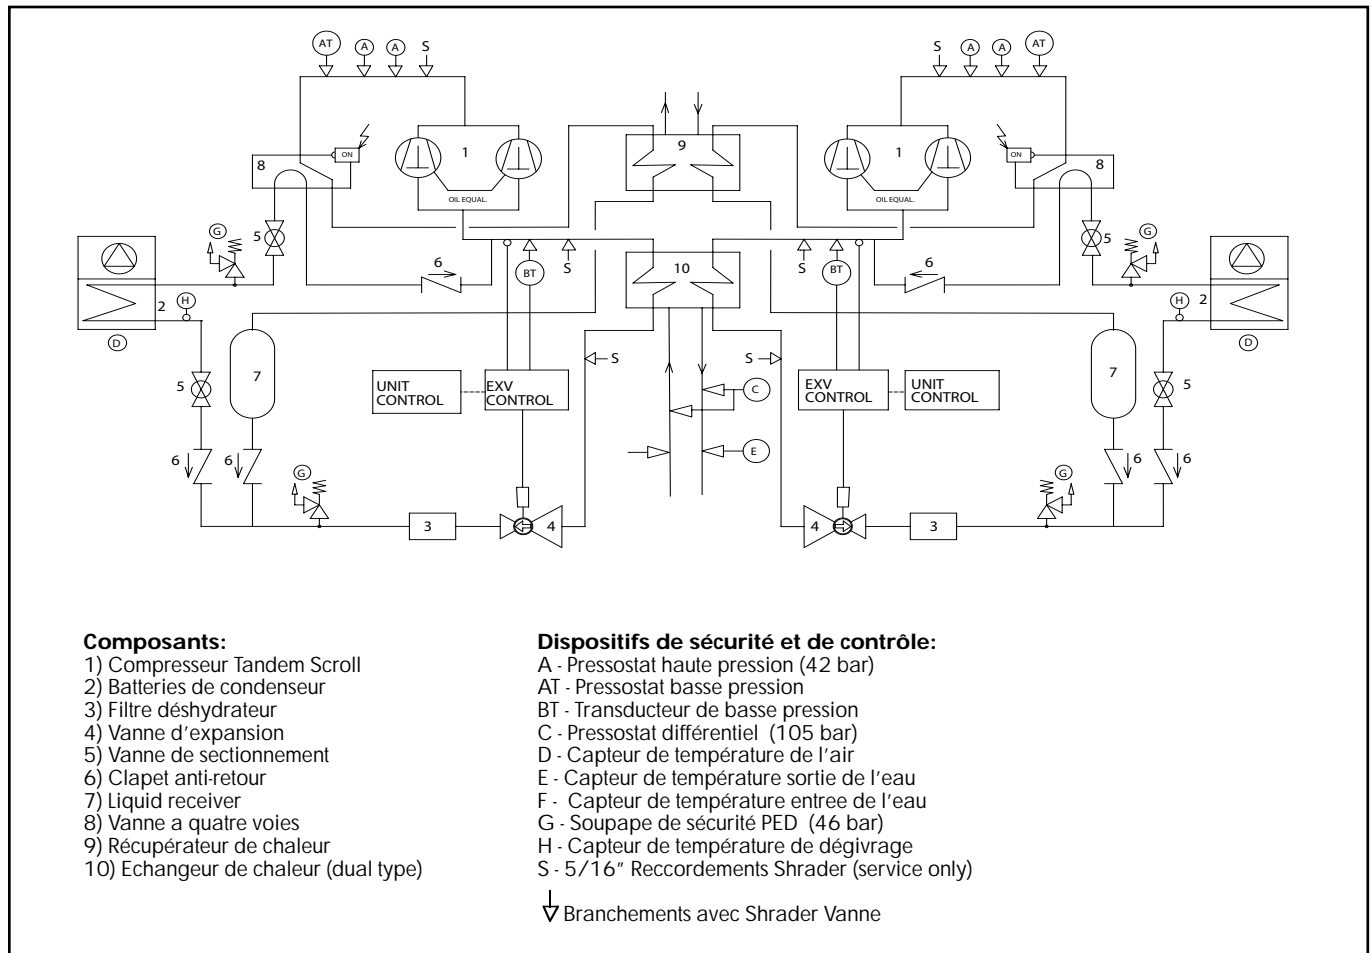 AT A A S
S A A AT
8 ON 1 9 1 ON 8
OIL EQUAL.
OIL EQUAL.
G 5 5 G
6 BT S 10 S BT 6
2 H H 2
D D
S S
5 7 7 5
UNIT CONTROL
EXV CONTROL
C
EXV CONTROL
UNIT CONTROL
6 6 E 6 6
G G
3 4 4 3
Composants:
1) Compresseur Tandem Scroll
2) Batteries de condenseur
3) Filtre déshydrateur
4) Vanne d'expansion
5) Vanne de sectionnement
6) Clapet anti-retour
7) Liquid receiver
8) Vanne a quatre voies
9) Récupérateur de chaleur
10) Echangeur de chaleur (dual type)
Dispositifs de sécurité et de contrôle:
A - Pressostat haute pression (42 bar)
AT - Pressostat basse pression
BT - Transducteur de basse pression
C - Pressostat différentiel (105 bar)
D - Capteur de température de l'air
E - Capteur de température sortie de l'eau
F - Capteur de température entree de l'eau
G - Soupape de sécurité PED (46 bar)
H - Capteur de température de dégivrage
S - 5/16" Reccordements Shrader (service only)
Branchements avec Shrader Vanne